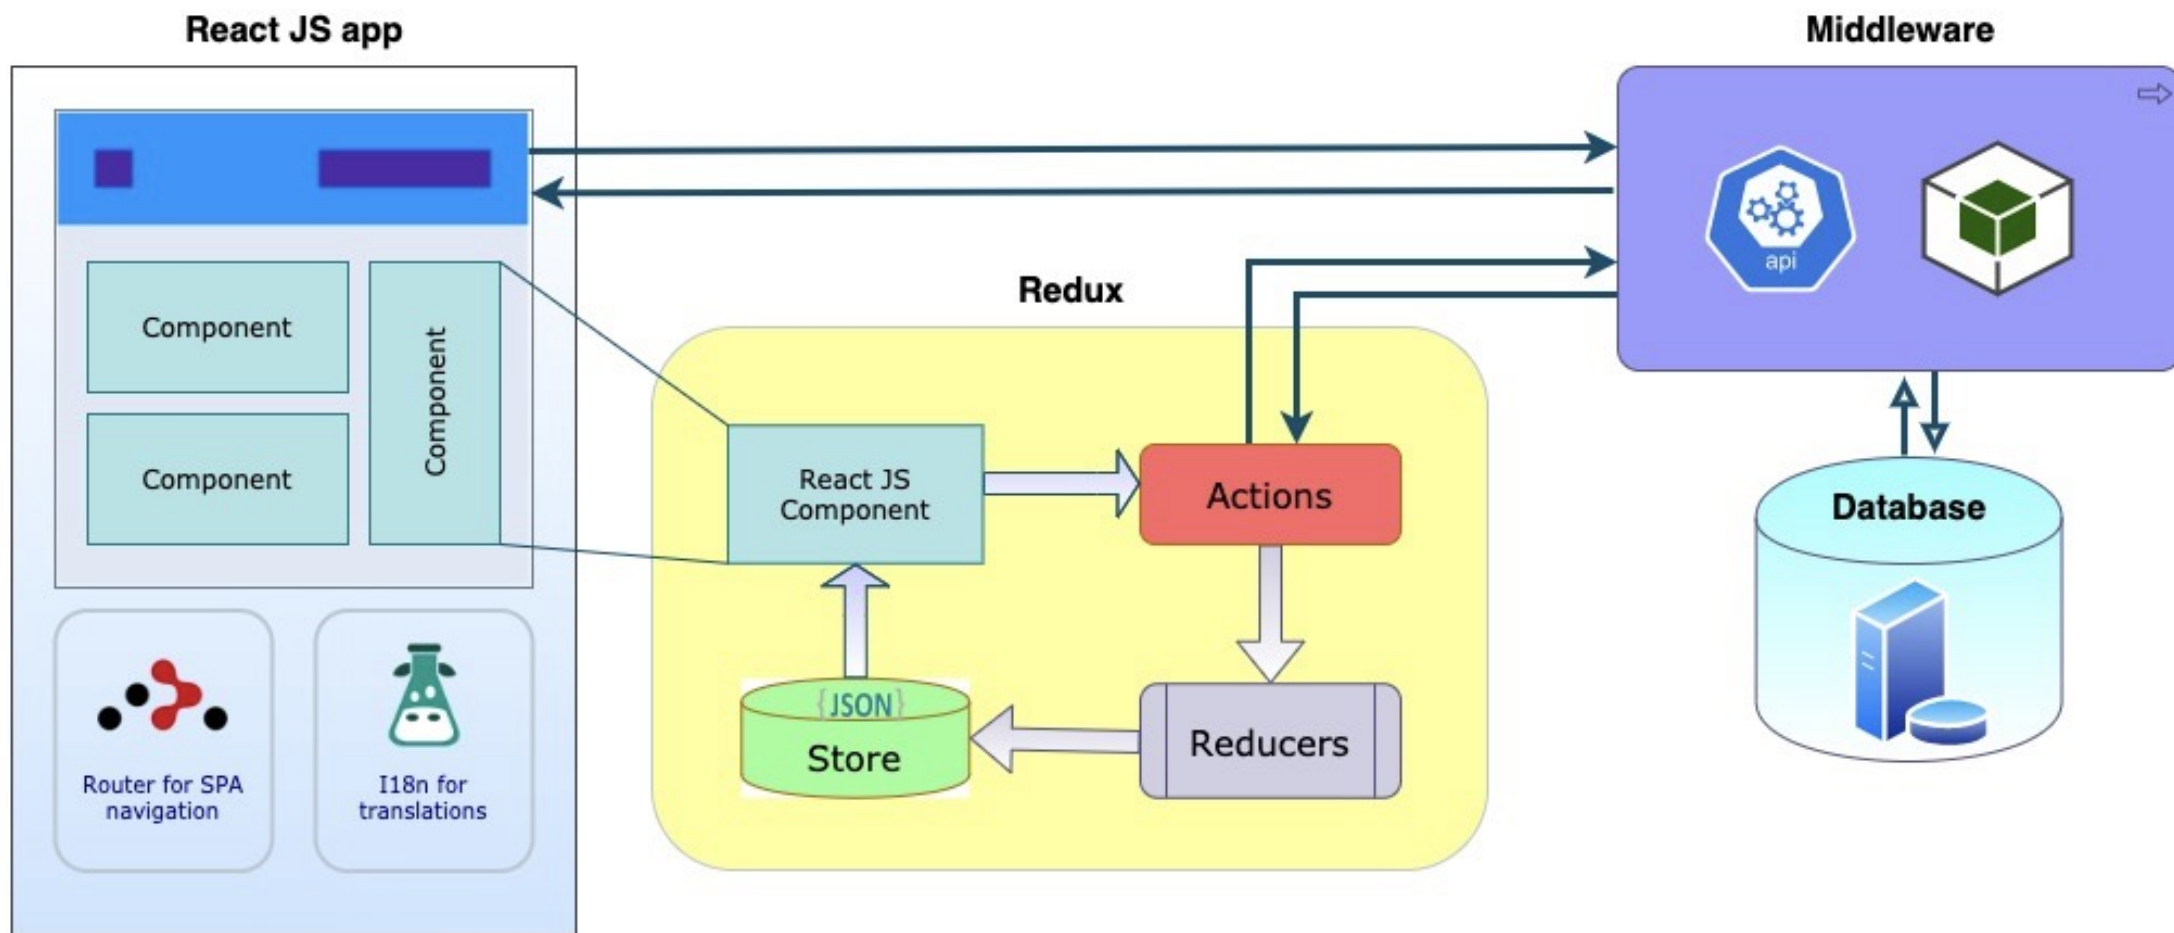 React JS app
Middleware
api
Redux
Component
Component
Component
React JS
Component
Actions
Database
{JSON}
Store
Reducers
Router for SPA
navigation
I18n for
translations